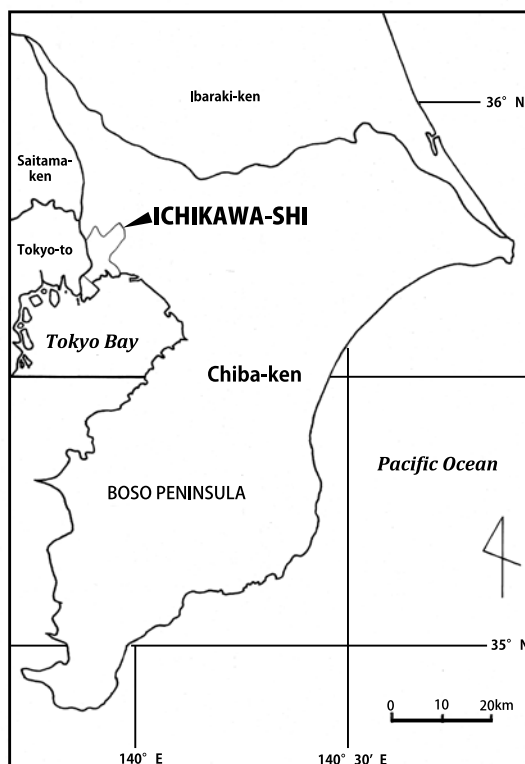 Ibaraki-ken
36° N
Saitama-
ken
ICHIKAWA-SHI
Tokyo-to
Tokyo Bay
Chiba-ken
Pacific Ocean
BOSO PENINSULA
35° N
0 10 20km
140° E
140° 30′ E